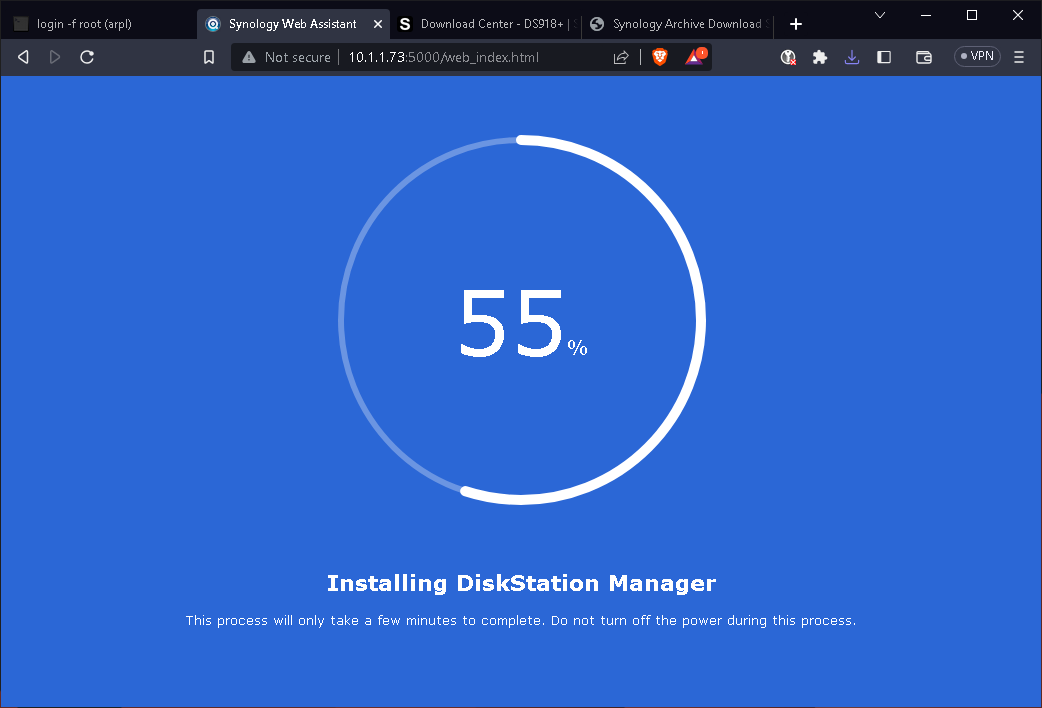 login -f root (arpl)
Synology Web Assistant
Download Center - DS918+ |
Synology Archive Download
Not secure
10.1.1.73:5000/web_index.html
VPN
55%
Installing DiskStation Manager
This process will only take a few minutes to complete. Do not turn off the power during this process.